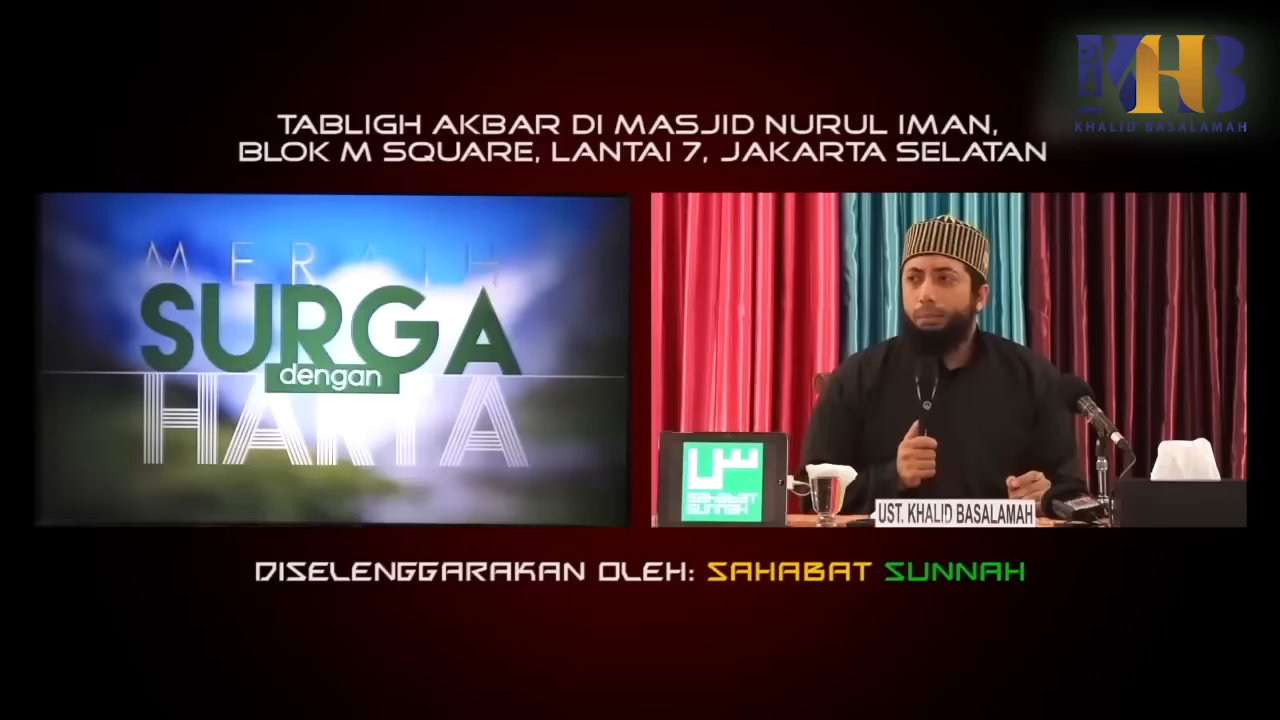 KHB
KHALID BASALAMAH
TABLIGH AKBAR DI MASJID NURUL IMAN,
BLOK M SQUARE, LANTAI 7, JAKARTA SELATAN
MERAIH
SURGA
dengan
HARTA
س
SAHABAT
SUNNAH
UST. KHALID BASALAMAH
DISELENGGARAKAN OLEH: SAHABAT SUNNAH